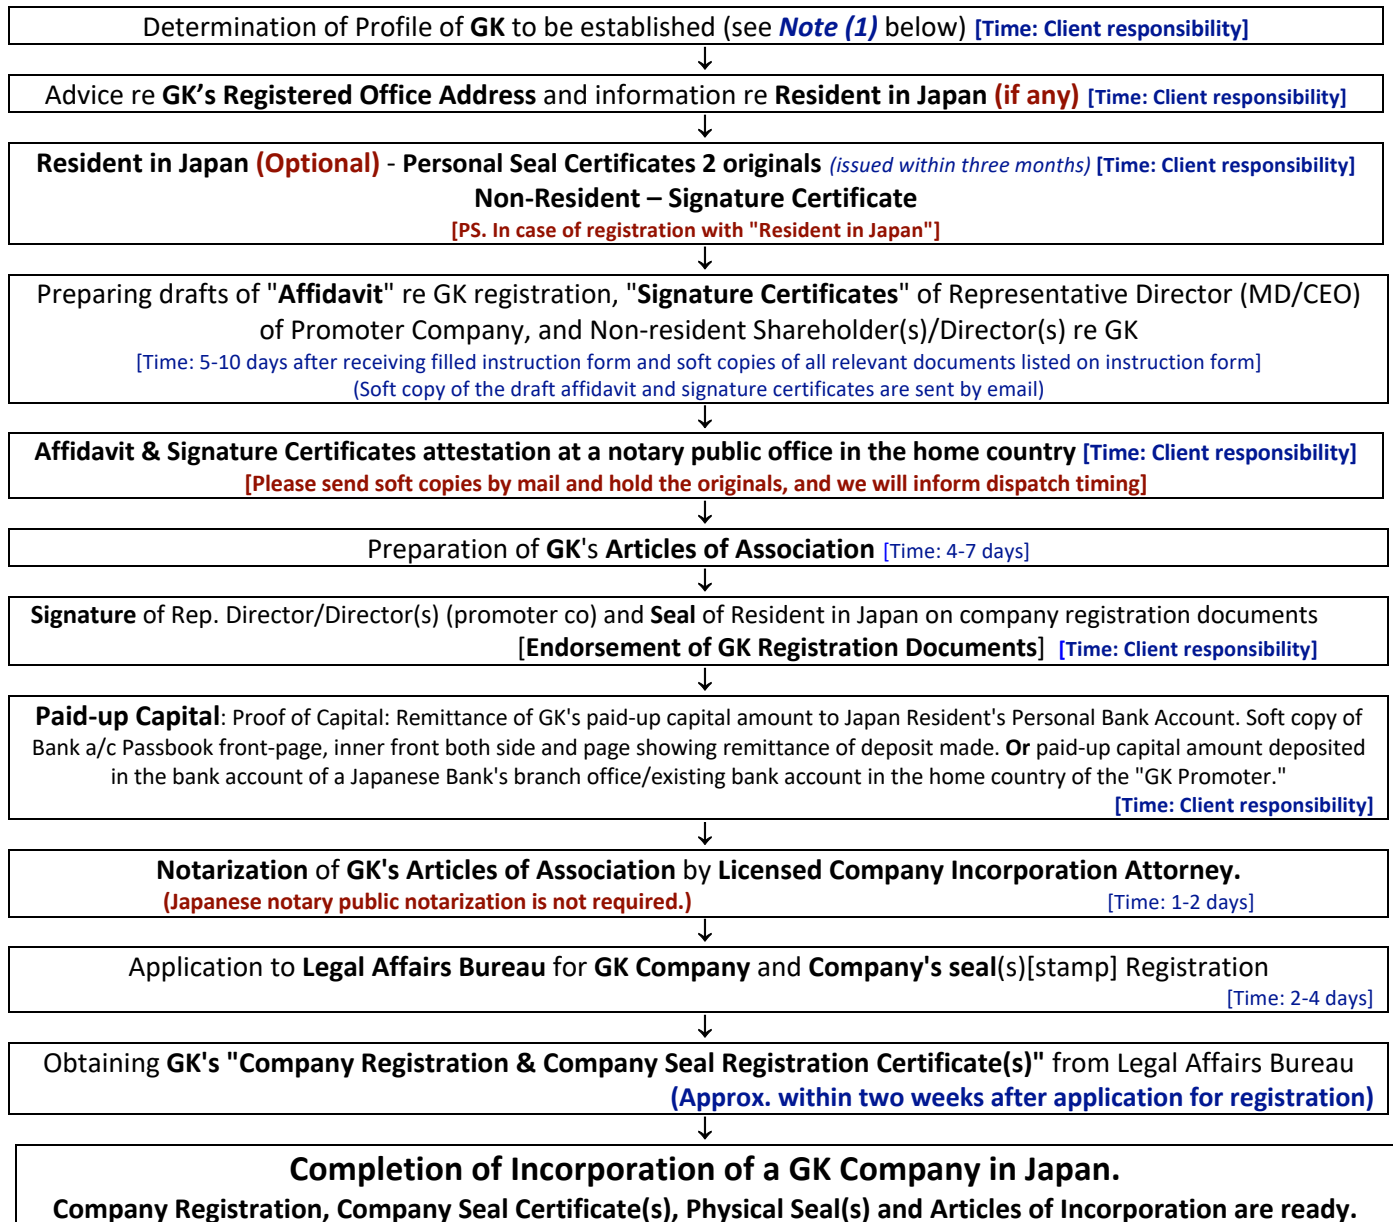 Determination of Profile of GK to be established (see Note (1) below) [Time: Client responsibility]
↓
Advice re GK’s Registered Office Address and information re Resident in Japan (if any) [Time: Client responsibility]
↓
Resident in Japan (Optional) - Personal Seal Certificates 2 originals (issued within three months) [Time: Client responsibility]
Non-Resident – Signature Certificate
[PS. In case of registration with "Resident in Japan"]
↓
Preparing drafts of "Affidavit" re GK registration, "Signature Certificates" of Representative Director (MD/CEO)
of Promoter Company, and Non-resident Shareholder(s)/Director(s) re GK
[Time: 5-10 days after receiving filled instruction form and soft copies of all relevant documents listed on instruction form]
(Soft copy of the draft affidavit and signature certificates are sent by email)
↓
Affidavit & Signature Certificates attestation at a notary public office in the home country [Time: Client responsibility]
[Please send soft copies by mail and hold the originals, and we will inform dispatch timing]
↓
Preparation of GK's Articles of Association [Time: 4-7 days]
↓
Signature of Rep. Director/Director(s) (promoter co) and Seal of Resident in Japan on company registration documents
[Endorsement of GK Registration Documents] [Time: Client responsibility]
↓
Paid-up Capital: Proof of Capital: Remittance of GK's paid-up capital amount to Japan Resident's Personal Bank Account. Soft copy of
Bank a/c Passbook front-page, inner front both side and page showing remittance of deposit made. Or paid-up capital amount deposited
in the bank account of a Japanese Bank's branch office/existing bank account in the home country of the "GK Promoter."
[Time: Client responsibility]
↓
Notarization of GK's Articles of Association by Licensed Company Incorporation Attorney.
(Japanese notary public notarization is not required.) [Time: 1-2 days]
↓
Application to Legal Affairs Bureau for GK Company and Company's seal(s)[stamp] Registration
[Time: 2-4 days]
↓
Obtaining GK's "Company Registration & Company Seal Registration Certificate(s)" from Legal Affairs Bureau
(Approx. within two weeks after application for registration)
↓
Completion of Incorporation of a GK Company in Japan.
Company Registration, Company Seal Certificate(s), Physical Seal(s) and Articles of Incorporation are ready.